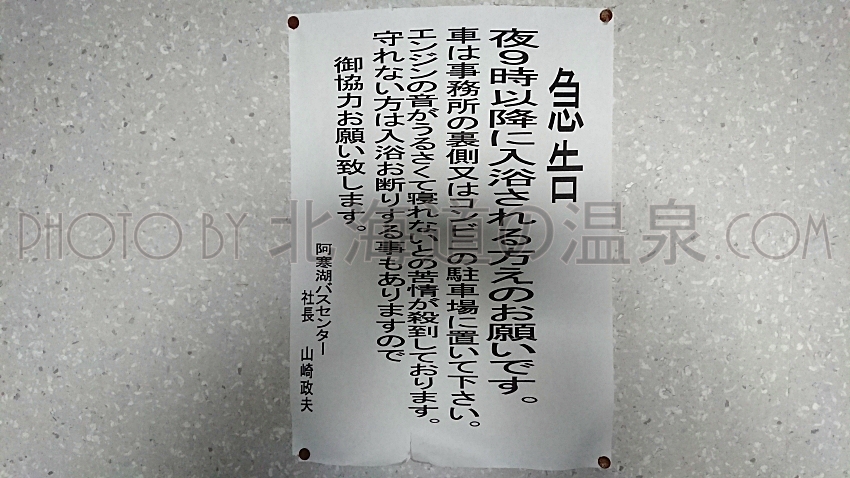 急告
夜9時以降に入浴される方えのお願いです。
車は事務所の裏側又はコンビニの駐車場に置いて下さい。
エンジンの音がうるさくて寝れないとの苦情が殺到しております。
守れない方は入浴お断りする事もありますので
御協力お願い致します。
阿寒湖バスセンター
社長 山崎政夫
PHOTO BY 北海道の温泉.COM